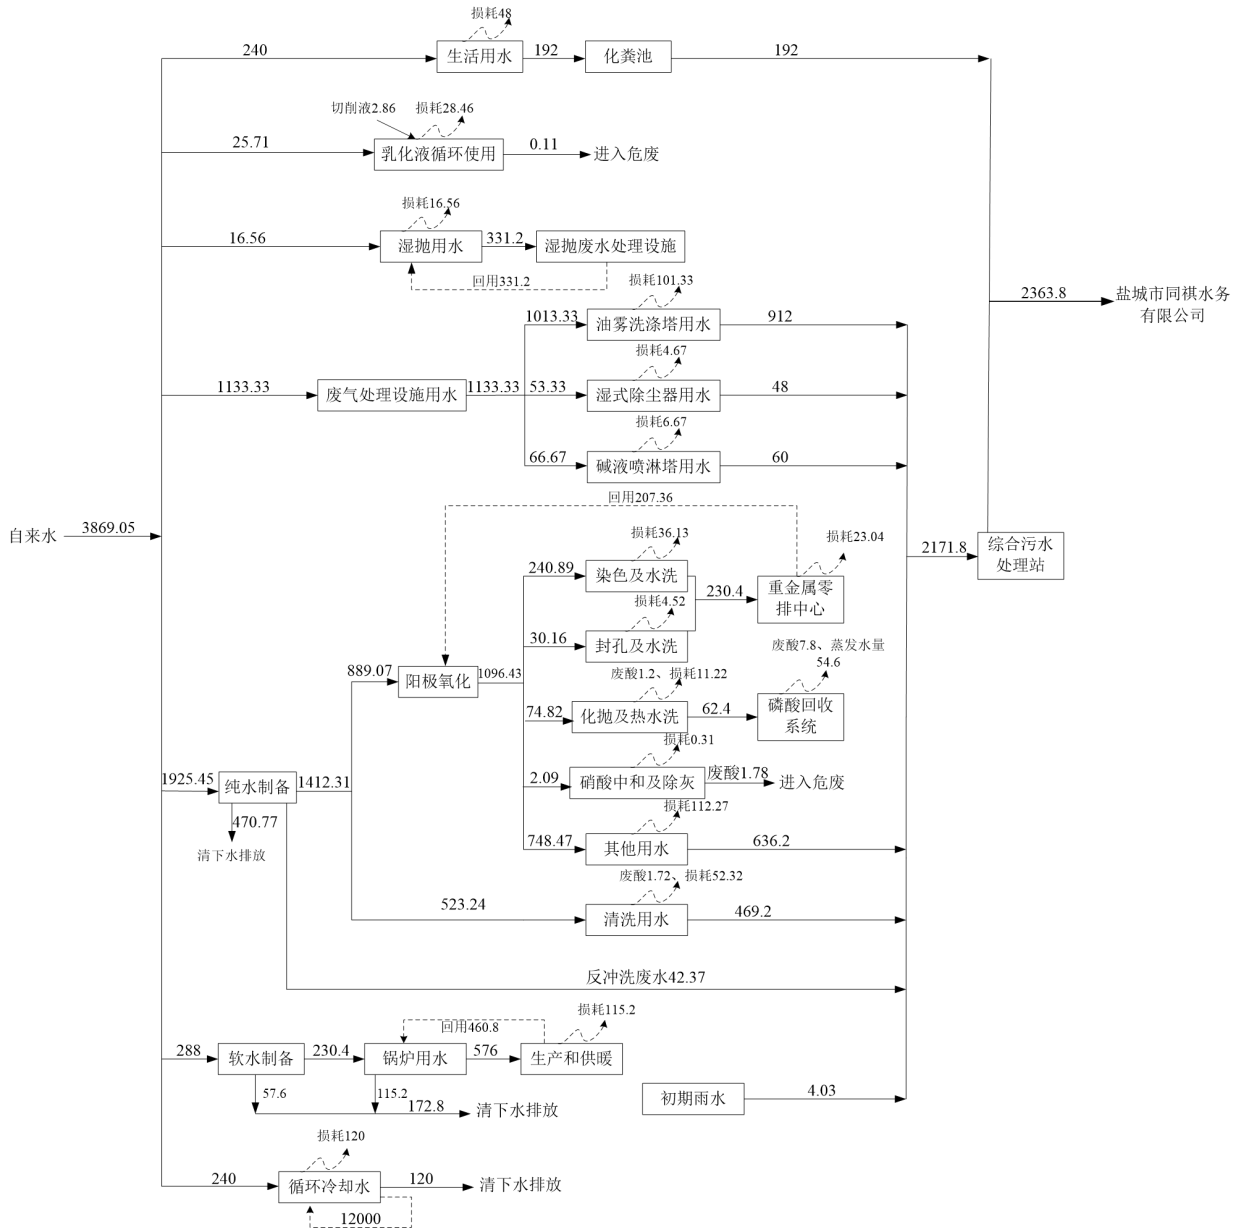 损耗48
240
生活用水
192
化粪池
192
切削液2.86
损耗28.46
25.71
乳化液循环使用
0.11
进入危废
损耗16.56
16.56
湿抛用水
331.2
湿抛废水处理设施
回用331.2
2363.8
盐城市同祺水务
有限公司
损耗101.33
1013.33
油雾洗涤塔用水
912
损耗4.67
1133.33
废气处理设施用水
1133.33
53.33
湿式除尘器用水
48
损耗6.67
66.67
碱液喷淋塔用水
60
回用207.36
自来水
3869.05
损耗36.13
损耗23.04
2171.8
综合污水
处理站
240.89
染色及水洗
230.4
重金属零
排中心
损耗4.52
30.16
封孔及水洗
废酸7.8、蒸发水量
54.6
889.07
阳极氧化
1096.43
废酸1.2、损耗11.22
74.82
化抛及热水洗
62.4
磷酸回收
系统
损耗0.31
1925.45
纯水制备
1412.31
2.09
硝酸中和及除灰
废酸1.78
进入危废
470.77
清下水排放
损耗112.27
748.47
其他用水
636.2
废酸1.72、损耗52.32
523.24
清洗用水
469.2
反冲洗废水42.37
损耗115.2
回用460.8
288
软水制备
230.4
锅炉用水
576
生产和供暖
57.6
115.2
172.8
清下水排放
初期雨水
4.03
损耗120
240
循环冷却水
120
清下水排放
12000